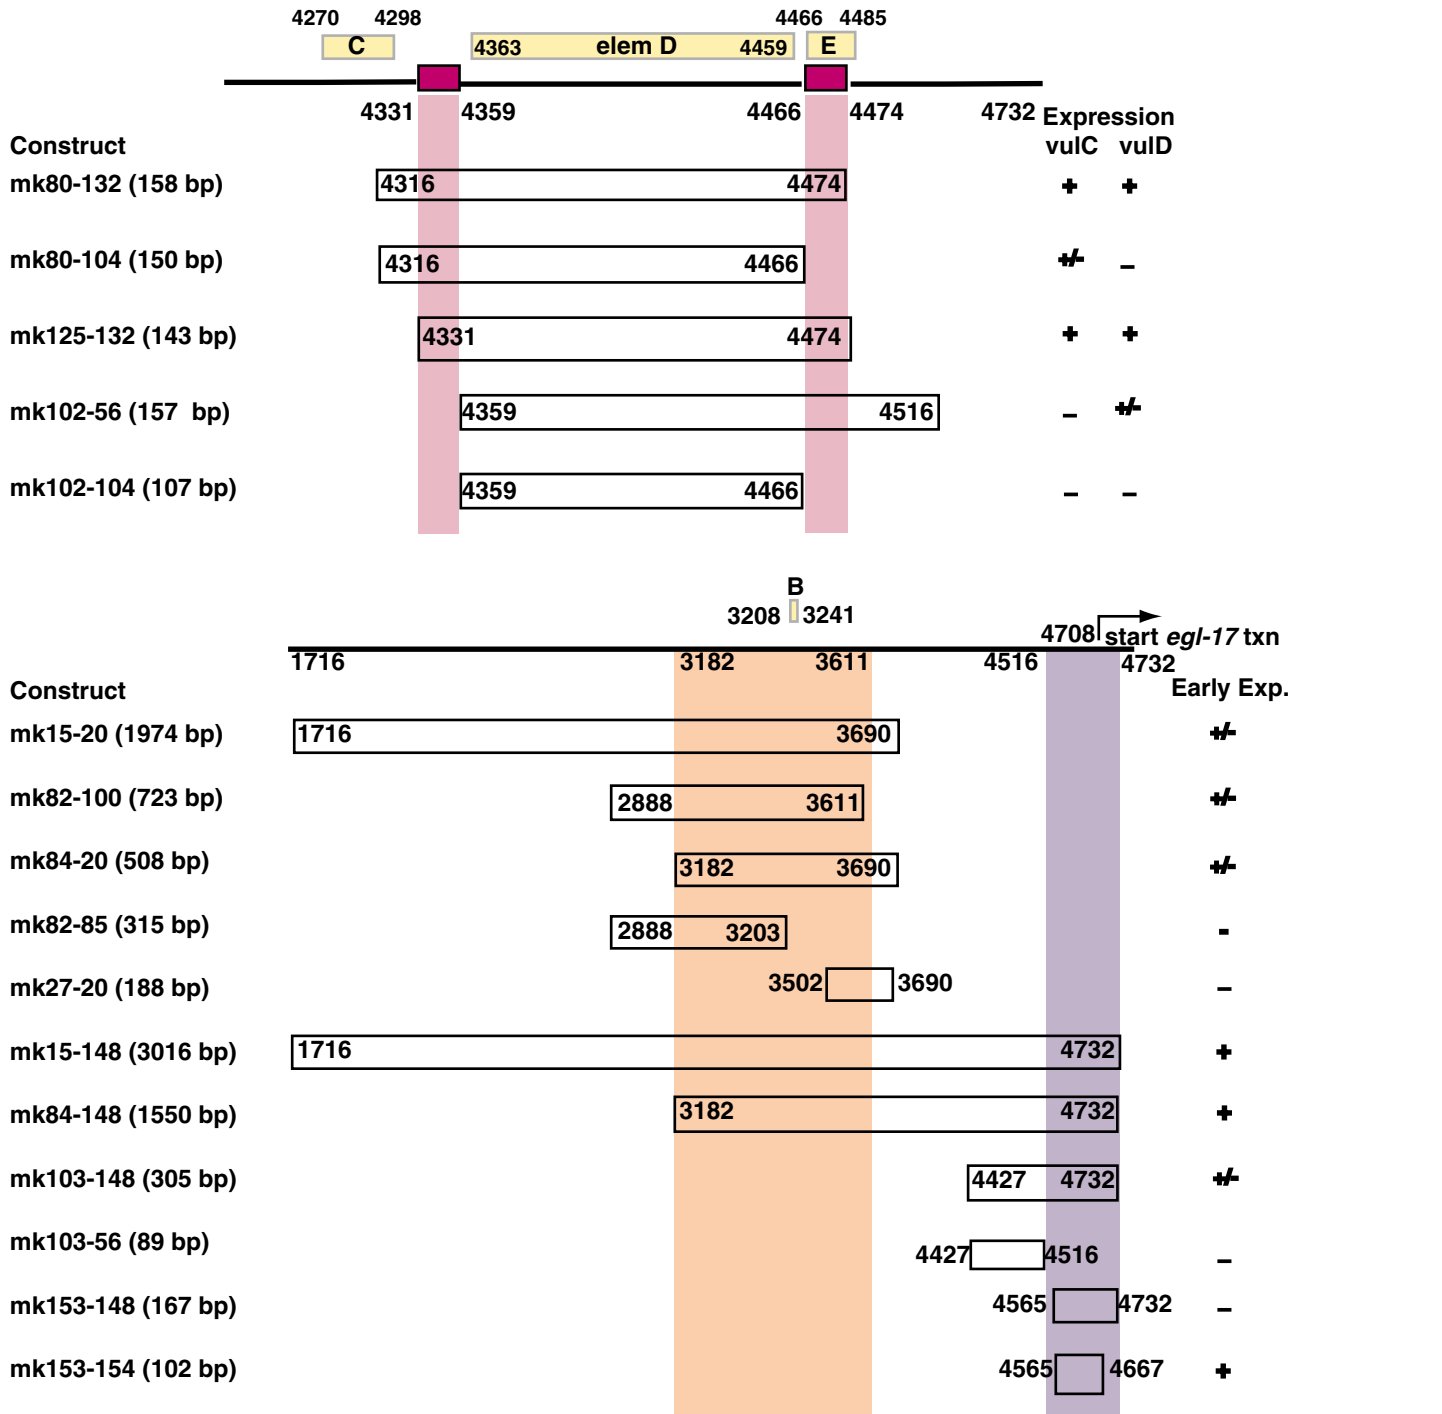 4270 4298 4466 4485
C 4363 elem D 4459 E
4331 4359 4466 4474 4732 Expression
Construct vulC vulD
mk80-132 (158 bp) 4316 4474 + +
mk80-104 (150 bp) 4316 4466 +/- –
mk125-132 (143 bp) 4331 4474 + +
mk102-56 (157 bp) 4359 4516 – +/-
mk102-104 (107 bp) 4359 4466 – –
B
3208 3241
4708 start egl-17 txn
1716 3182 3611 4516 4732
Construct Early Exp.
mk15-20 (1974 bp) 1716 3690 +/-
mk82-100 (723 bp) 2888 3611 +/-
mk84-20 (508 bp) 3182 3690 +/-
mk82-85 (315 bp) 2888 3203 -
mk27-20 (188 bp) 3502 3690 –
mk15-148 (3016 bp) 1716 4732 +
mk84-148 (1550 bp) 3182 4732 +
mk103-148 (305 bp) 4427 4732 +/-
mk103-56 (89 bp) 4427 4516 –
mk153-148 (167 bp) 4565 4732 –
mk153-154 (102 bp) 4565 4667 +